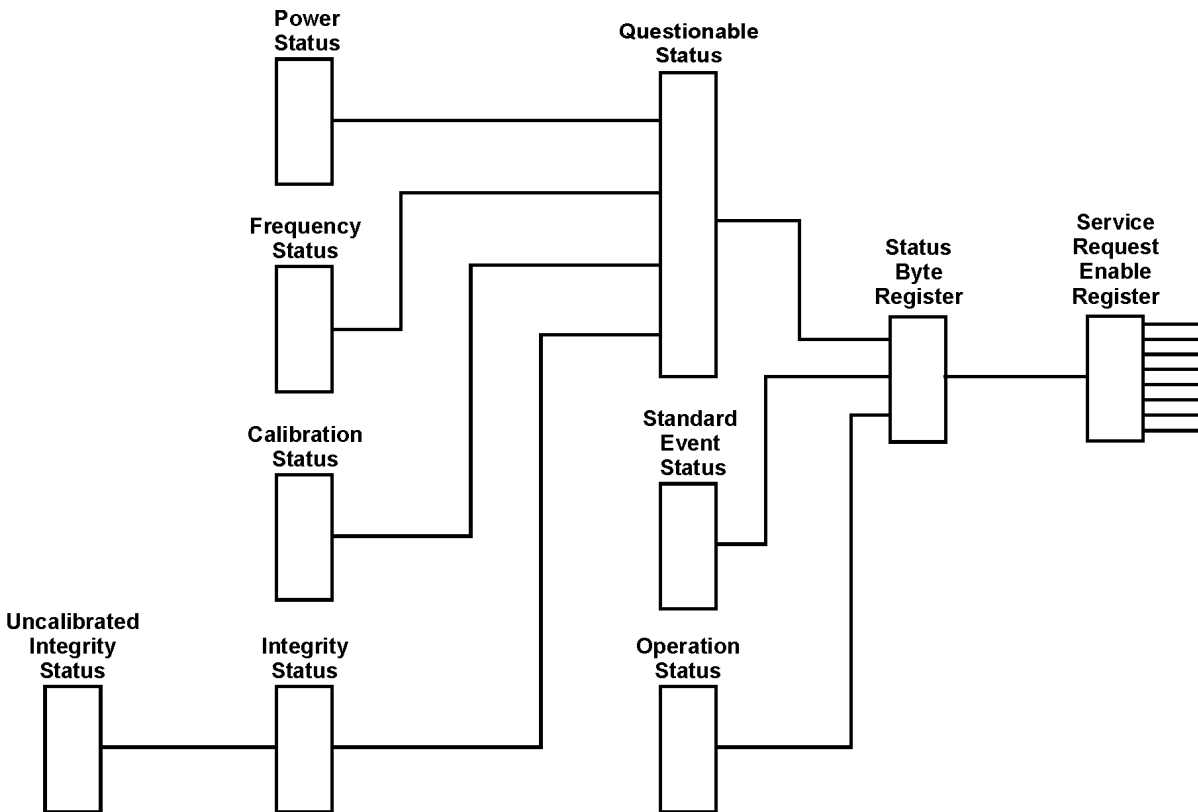 Power
Status
Questionable
Status
Frequency
Status
Service
Request
Enable
Register
Status
Byte
Register
Calibration
Status
Standard
Event
Status
Uncalibrated
Integrity
Status
Integrity
Status
Operation
Status